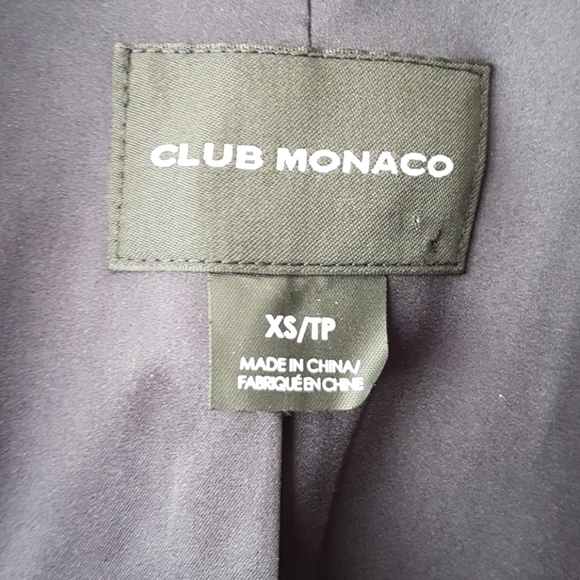 CLUB MONACO
XS/TP
MADE IN CHINA/
FABRIQUÉ EN CHINE